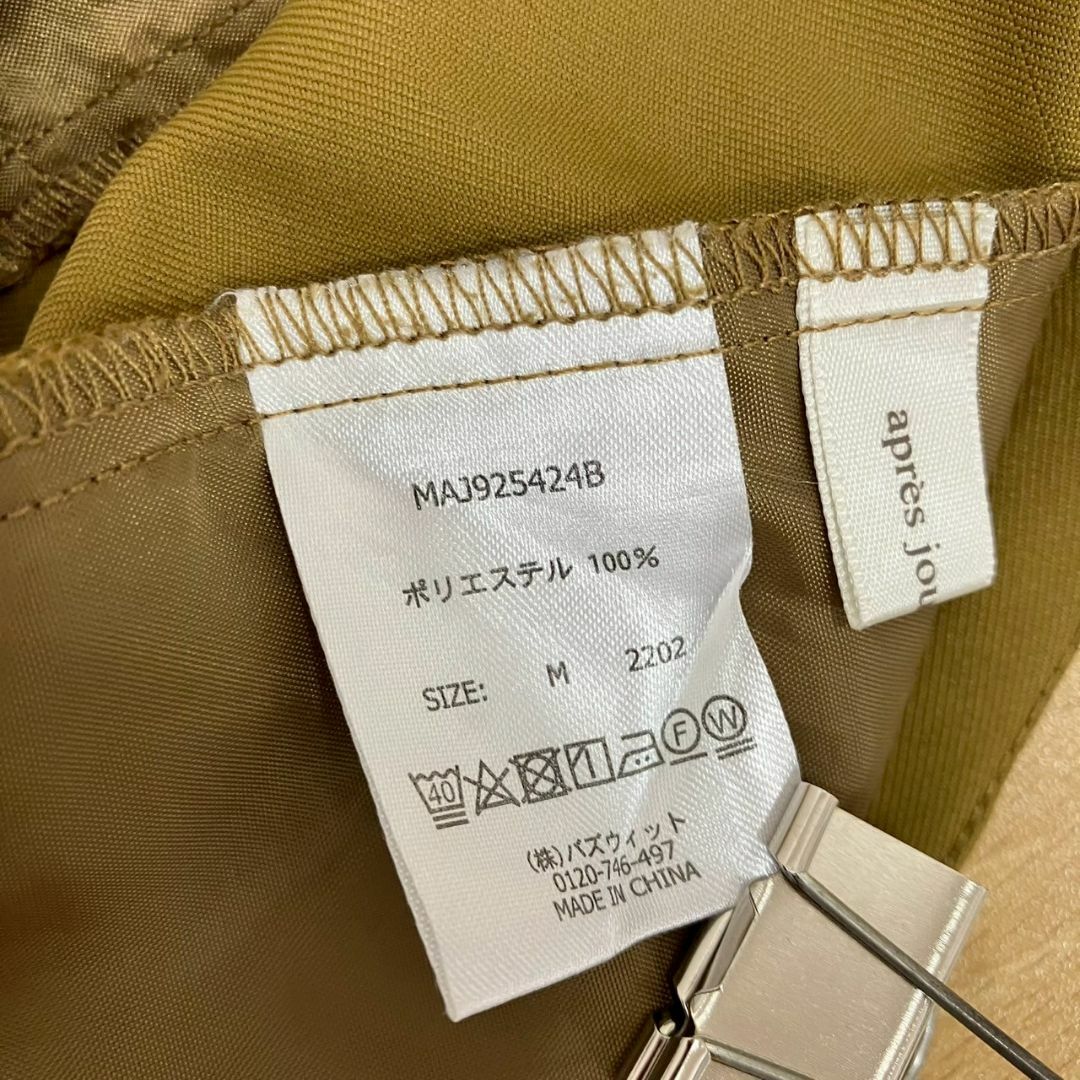 MAJ925424B
ポリエステル 100%
SIZE: M 2202
40 F W
(株)バズウィット
0120-746-497
MADE IN CHINA
après jou